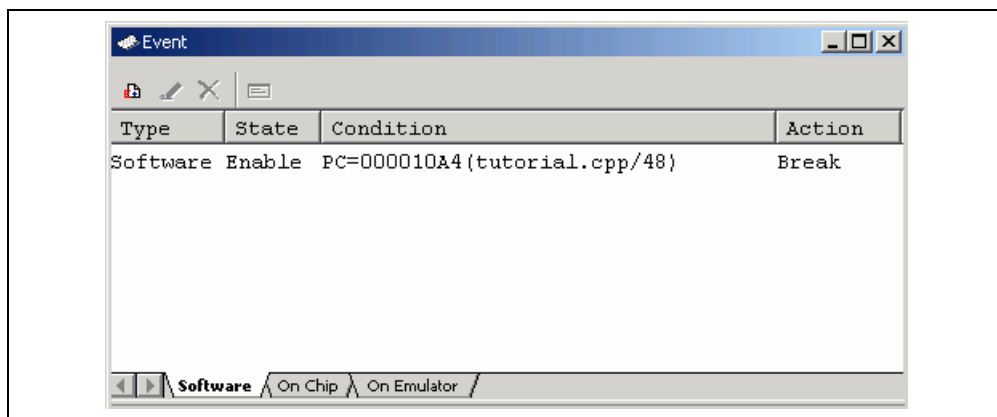 Event
Type State Condition Action
Software Enable PC=000010A4(tutorial.cpp/48) Break
Software On Chip On Emulator